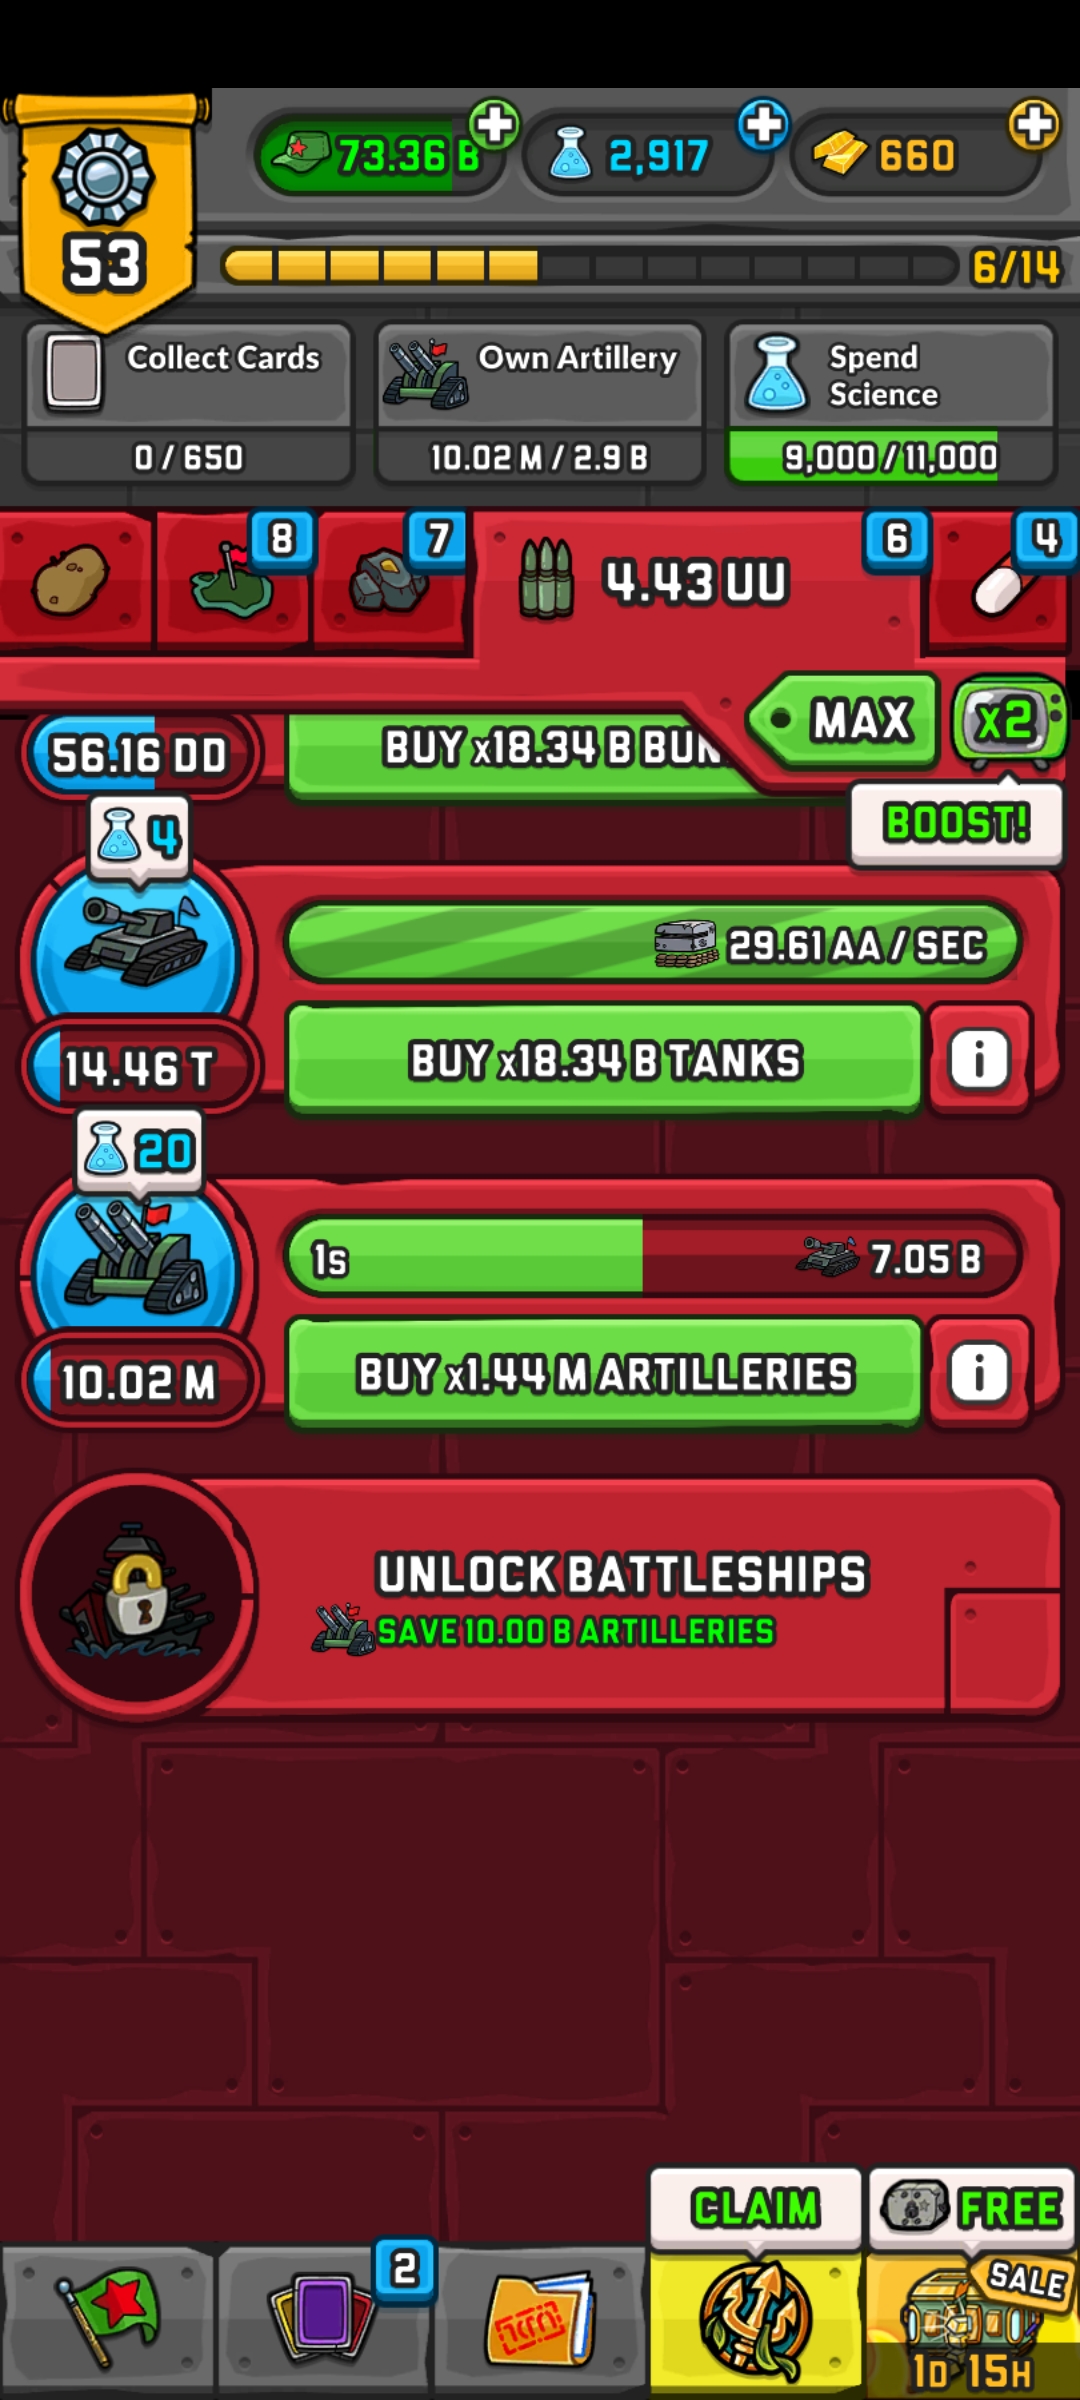 73.36 B
2,917
660
53
6/14
Collect Cards
0 / 650
Own Artillery
10.02 M / 2.9 B
Spend
Science
9,000 / 11,000
8
7
4.43 UU
6
4
MAX
x2
BOOST!
56.16 DD
BUY x18.34 B BUN
4
29.61 AA / SEC
14.46 T
BUY x18.34 B TANKS
i
20
1s
7.05 B
10.02 M
BUY x1.44 M ARTILLERIES
i
UNLOCK BATTLESHIPS
SAVE 10.00 B ARTILLERIES
CLAIM
FREE
2
SALE
1D 15H